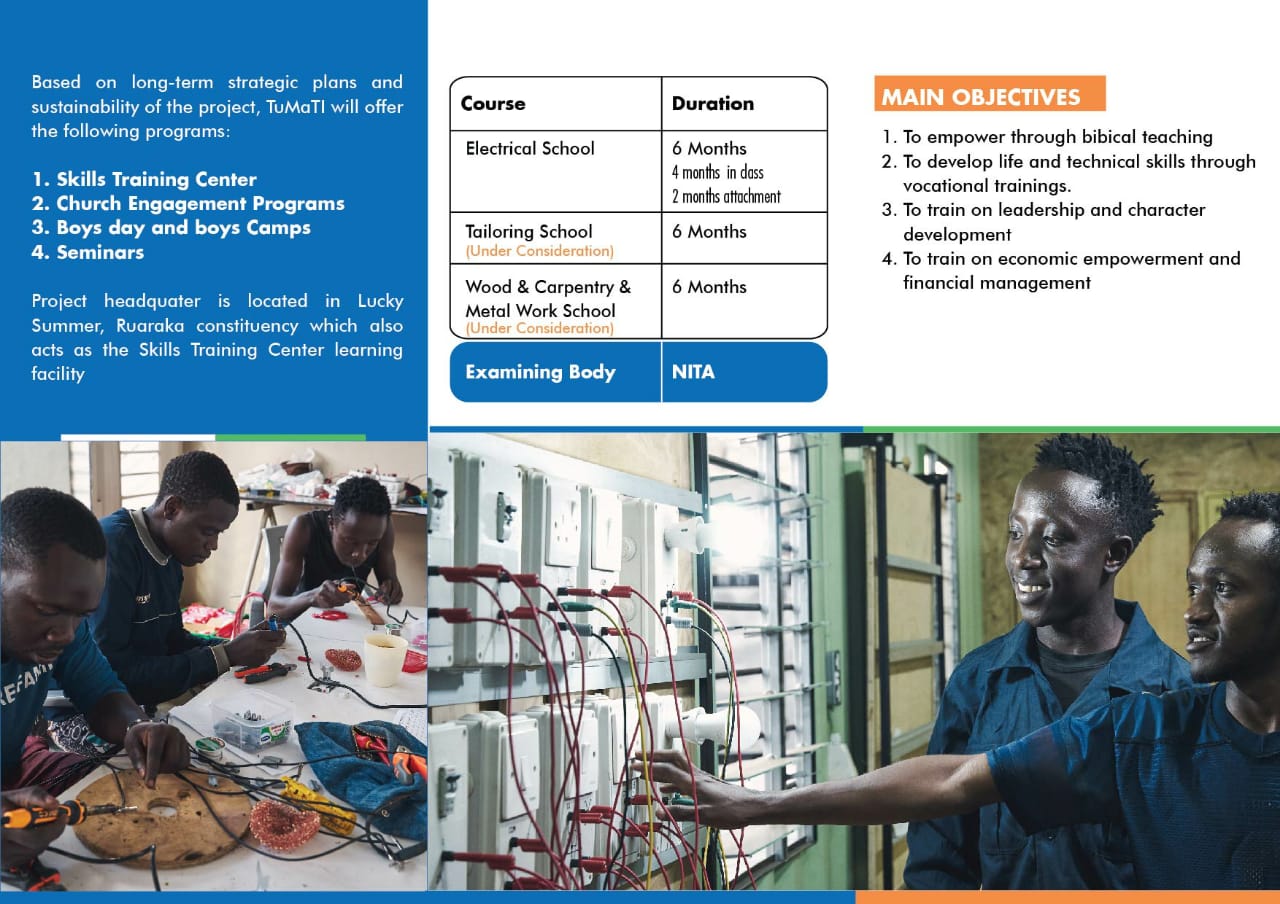 Based on long-term strategic plans and
sustainability of the project, TuMaTI will offer
the following programs:
1. Skills Training Center
2. Church Engagement Programs
3. Boys day and boys Camps
4. Seminars
Project headquater is located in Lucky
Summer, Ruaraka constituency which also
acts as the Skills Training Center learning
facility
Course Duration
Electrical School 6 Months
4 months in class
2 months attachment
Tailoring School 6 Months
(Under Consideration)
Wood & Carpentry & 6 Months
Metal Work School
(Under Consideration)
Examining Body NITA
MAIN OBJECTIVES
1. To empower through bibical teaching
2. To develop life and technical skills through
vocational trainings.
3. To train on leadership and character
development
4. To train on economic empowerment and
financial management